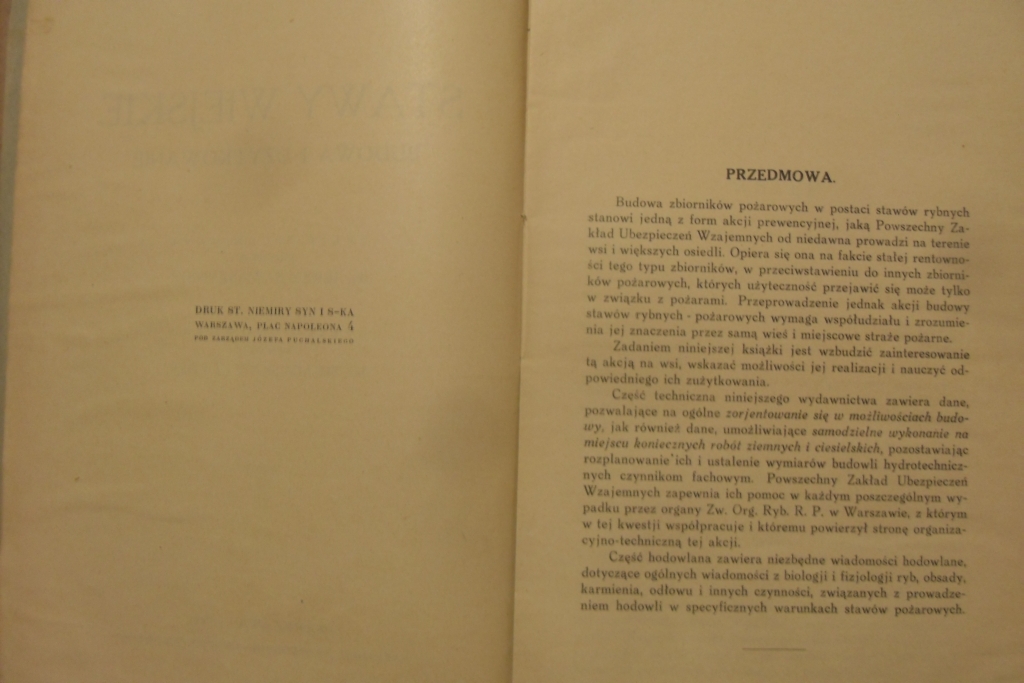 DRUK ST. NIEMIRY SYN I S-KA
WARSZAWA, PLAC NAPOLEONA 4
POD ZARZĄDEM JÓZEFA PUCHALSKIEGO
PRZEDMOWA.
Budowa zbiorników pożarowych w postaci stawów rybnych
stanowi jedną z form akcji prewencyjnej, jaką Powszechny Za-
kład Ubezpieczeń Wzajemnych od niedawna prowadzi na terenie
wsi i większych osiedli. Opiera się ona na fakcie stałej rentowno-
ści tego typu zbiorników, w przeciwstawieniu do innych zbiorni-
ków pożarowych, których użyteczność przejawić się może tylko
w związku z pożarami. Przeprowadzenie jednak akcji budowy
stawów rybnych - pożarowych wymaga współudziału i zrozumie-
nia jej znaczenia przez samą wieś i miejscowe straże pożarne.
Zadaniem niniejszej książki jest wzbudzić zainteresowanie
tą akcją na wsi, wskazać możliwości jej realizacji i nauczyć od-
powiedniego ich zużytkowania.
Część techniczna niniejszego wydawnictwa zawiera dane,
pozwalające na ogólne zorjentowanie się w możliwościach budo-
wy, jak również dane, umożliwiające samodzielne wykonanie na
miejscu koniecznych robót ziemnych i ciesielskich, pozostawiając
rozplanowanie ich i ustalenie wymiarów budowli hydrotechnicz-
nych czynnikom fachowym. Powszechny Zakład Ubezpieczeń
Wzajemnych zapewnia ich pomoc w każdym poszczególnym wy-
padku przez organy Zw. Org. Ryb. R. P. w Warszawie, z którym
w tej kwestji współpracuje i któremu powierzył stronę organiza-
cyjno-techniczną tej akcji.
Część hodowlana zawiera niezbędne wiadomości hodowlane,
dotyczące ogólnych wiadomości z biologji i fizjologji ryb, obsady,
karmienia, odłowu i innych czynności, związanych z prowadze-
niem hodowli w specyficznych warunkach stawów pożarowych.